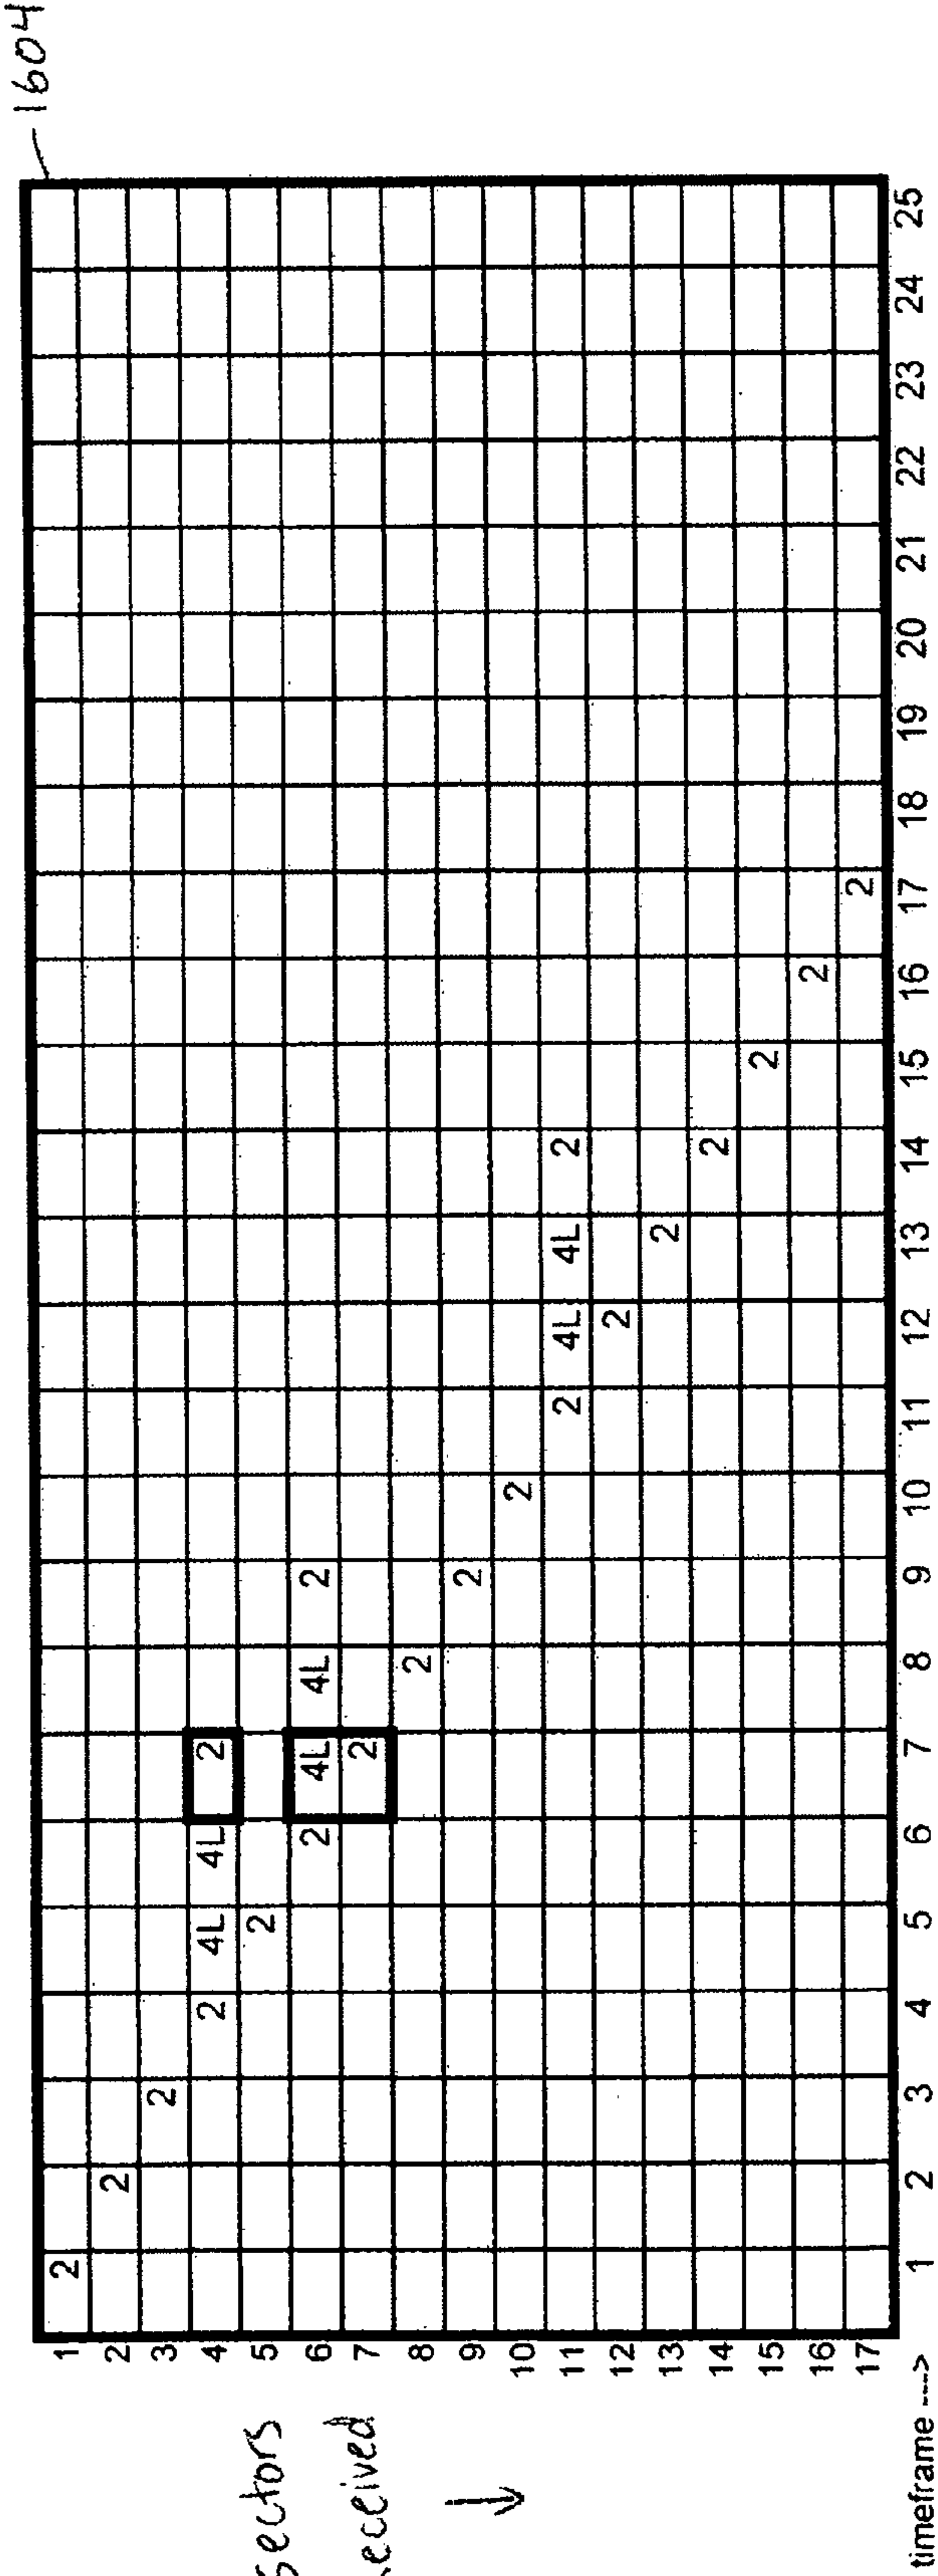 1604
1 2
2 2
3 2
4 2 4L 4L 2
sectors
5 2
6 2 4L 4L 2
received
7 2
8 2
9 2
↓
10 2
11 2 4L 4L 2
12 2
13 2
14 2
15 2
16 2
17 2
timeframe ----> 1 2 3 4 5 6 7 8 9 10 11 12 13 14 15 16 17 18 19 20 21 22 23 24 25